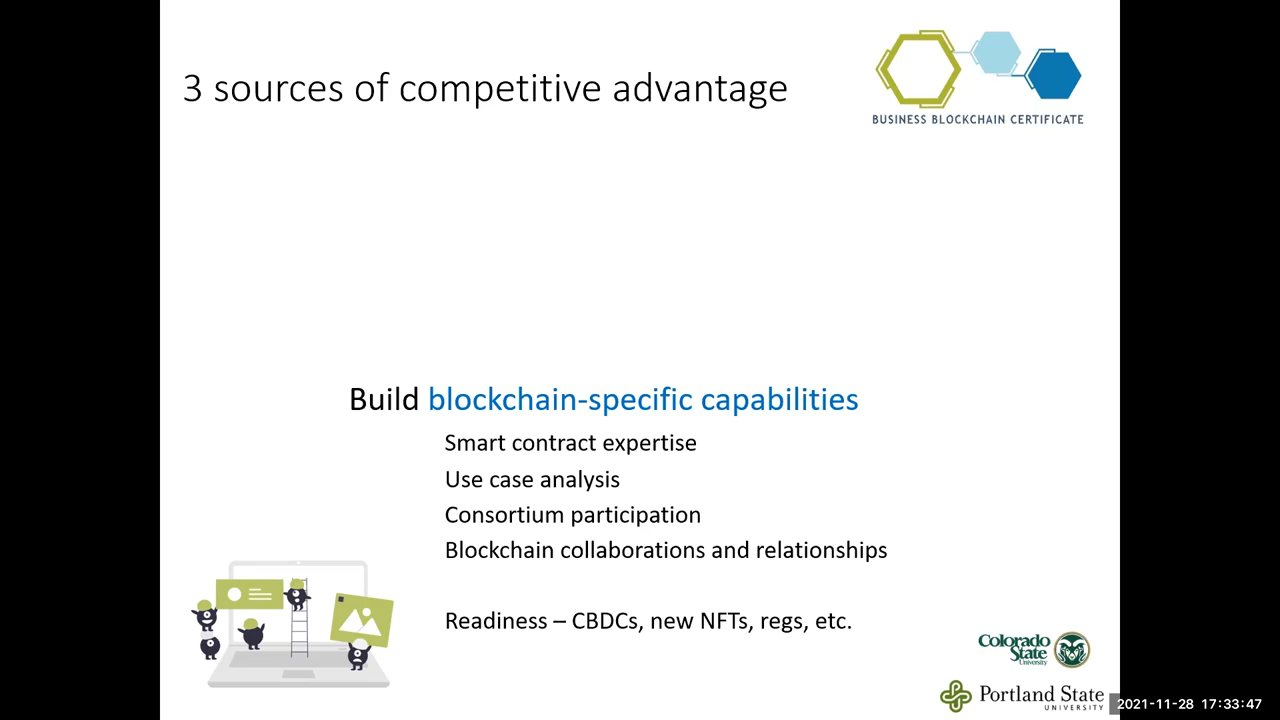 3 sources of competitive advantage
BUSINESS BLOCKCHAIN CERTIFICATE
Build blockchain-specific capabilities
Smart contract expertise
Use case analysis
Consortium participation
Blockchain collaborations and relationships
Readiness – CBDCs, new NFTs, regs, etc.
Colorado
State
University
Portland State
UNIVERSITY
2021-11-28 17:33:47